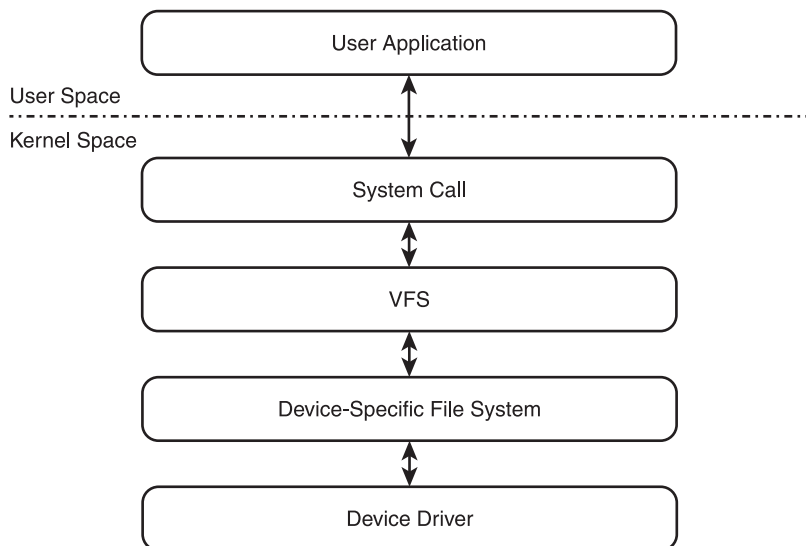 User Application
User Space
Kernel Space
System Call
VFS
Device-Specific File System
Device Driver